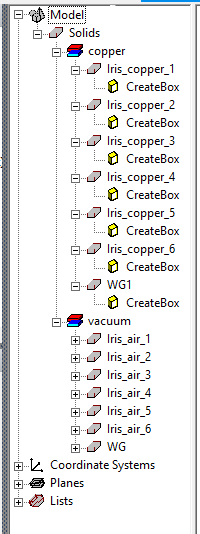 Model
Solids
copper
Iris_copper_1
CreateBox
Iris_copper_2
CreateBox
Iris_copper_3
CreateBox
Iris_copper_4
CreateBox
Iris_copper_5
CreateBox
Iris_copper_6
CreateBox
WG1
CreateBox
vacuum
Iris_air_1
Iris_air_2
Iris_air_3
Iris_air_4
Iris_air_5
Iris_air_6
WG
Coordinate Systems
Planes
Lists